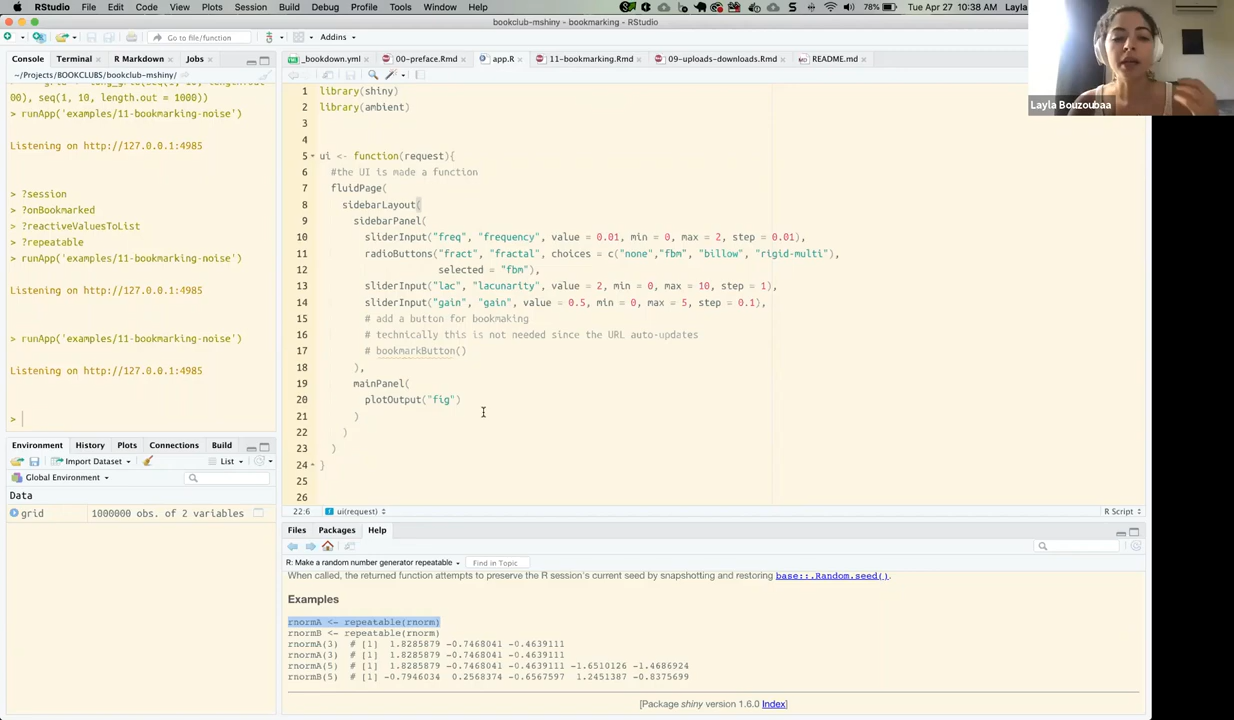 RStudio File Edit Code View Plots Session Build Debug Profile Tools Window Help 78% Tue Apr 27 10:38 AM Layla
bookclub-mshiny - bookmarking - RStudio
Go to file/function Addins
Console Terminal R Markdown Jobs
~/Projects/BOOKCLUBS/bookclub-mshiny/
00), seq(1, 10, length.out = 1000))
> runApp('examples/11-bookmarking-noise')
Listening on http://127.0.0.1:4985
> ?session
> ?onBookmarked
> ?reactiveValuesToList
> ?repeatable
> runApp('examples/11-bookmarking-noise')
Listening on http://127.0.0.1:4985
> runApp('examples/11-bookmarking-noise')
Listening on http://127.0.0.1:4985
>
Environment History Plots Connections Build
Import Dataset List
Global Environment
Data
grid 1000000 obs. of 2 variables
_bookdown.yml 00-preface.Rmd app.R 11-bookmarking.Rmd 09-uploads-downloads.Rmd README.md
1 library(shiny)
2 library(ambient)
3
4
5 ui <- function(request){
6 #the UI is made a function
7 fluidPage(
8 sidebarLayout(
9 sidebarPanel(
10 sliderInput("freq", "frequency", value = 0.01, min = 0, max = 2, step = 0.01),
11 radioButtons("fract", "fractal", choices = c("none","fbm", "billow", "rigid-multi"),
12 selected = "fbm"),
13 sliderInput("lac", "lacunarity", value = 2, min = 0, max = 10, step = 1),
14 sliderInput("gain", "gain", value = 0.5, min = 0, max = 5, step = 0.1),
15 # add a button for bookmaking
16 # technically this is not needed since the URL auto-updates
17 # bookmarkButton()
18 ),
19 mainPanel(
20 plotOutput("fig")
21 )
22 )
23 )
24 }
25
26
22:6 ui(request) R Script
Files Packages Help
R: Make a random number generator repeatable Find in Topic
When called, the returned function attempts to preserve the R session's current seed by snapshotting and restoring base::.Random.seed().
Examples
rnormA <- repeatable(rnorm)
rnormB <- repeatable(rnorm)
rnormA(3) # [1] 1.8285879 -0.7468041 -0.4639111
rnormA(3) # [1] 1.8285879 -0.7468041 -0.4639111
rnormA(5) # [1] 1.8285879 -0.7468041 -0.4639111 -1.6510126 -1.4686924
rnormB(5) # [1] -0.7946034 0.2568374 -0.6567597 1.2451387 -0.8375699
[Package shiny version 1.6.0 Index]
Layla Bouzoubaa